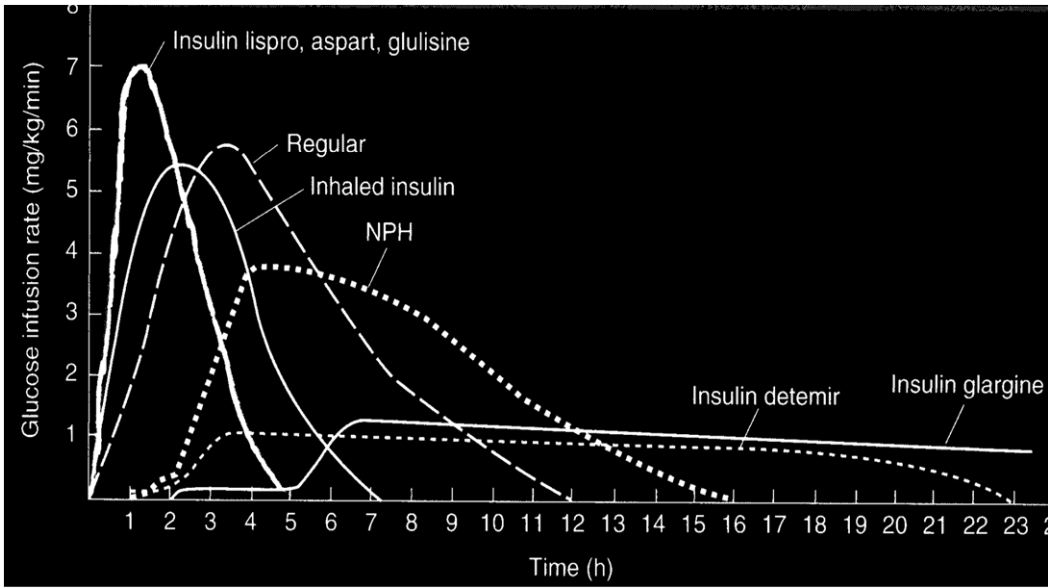 8
Insulin lispro, aspart, glulisine
7
6
Regular
Inhaled insulin
5
NPH
4
3
2
Insulin detemir
Insulin glargine
1
Glucose infusion rate (mg/kg/min)
1 2 3 4 5 6 7 8 9 10 11 12 13 14 15 16 17 18 19 20 21 22 23
Time (h)